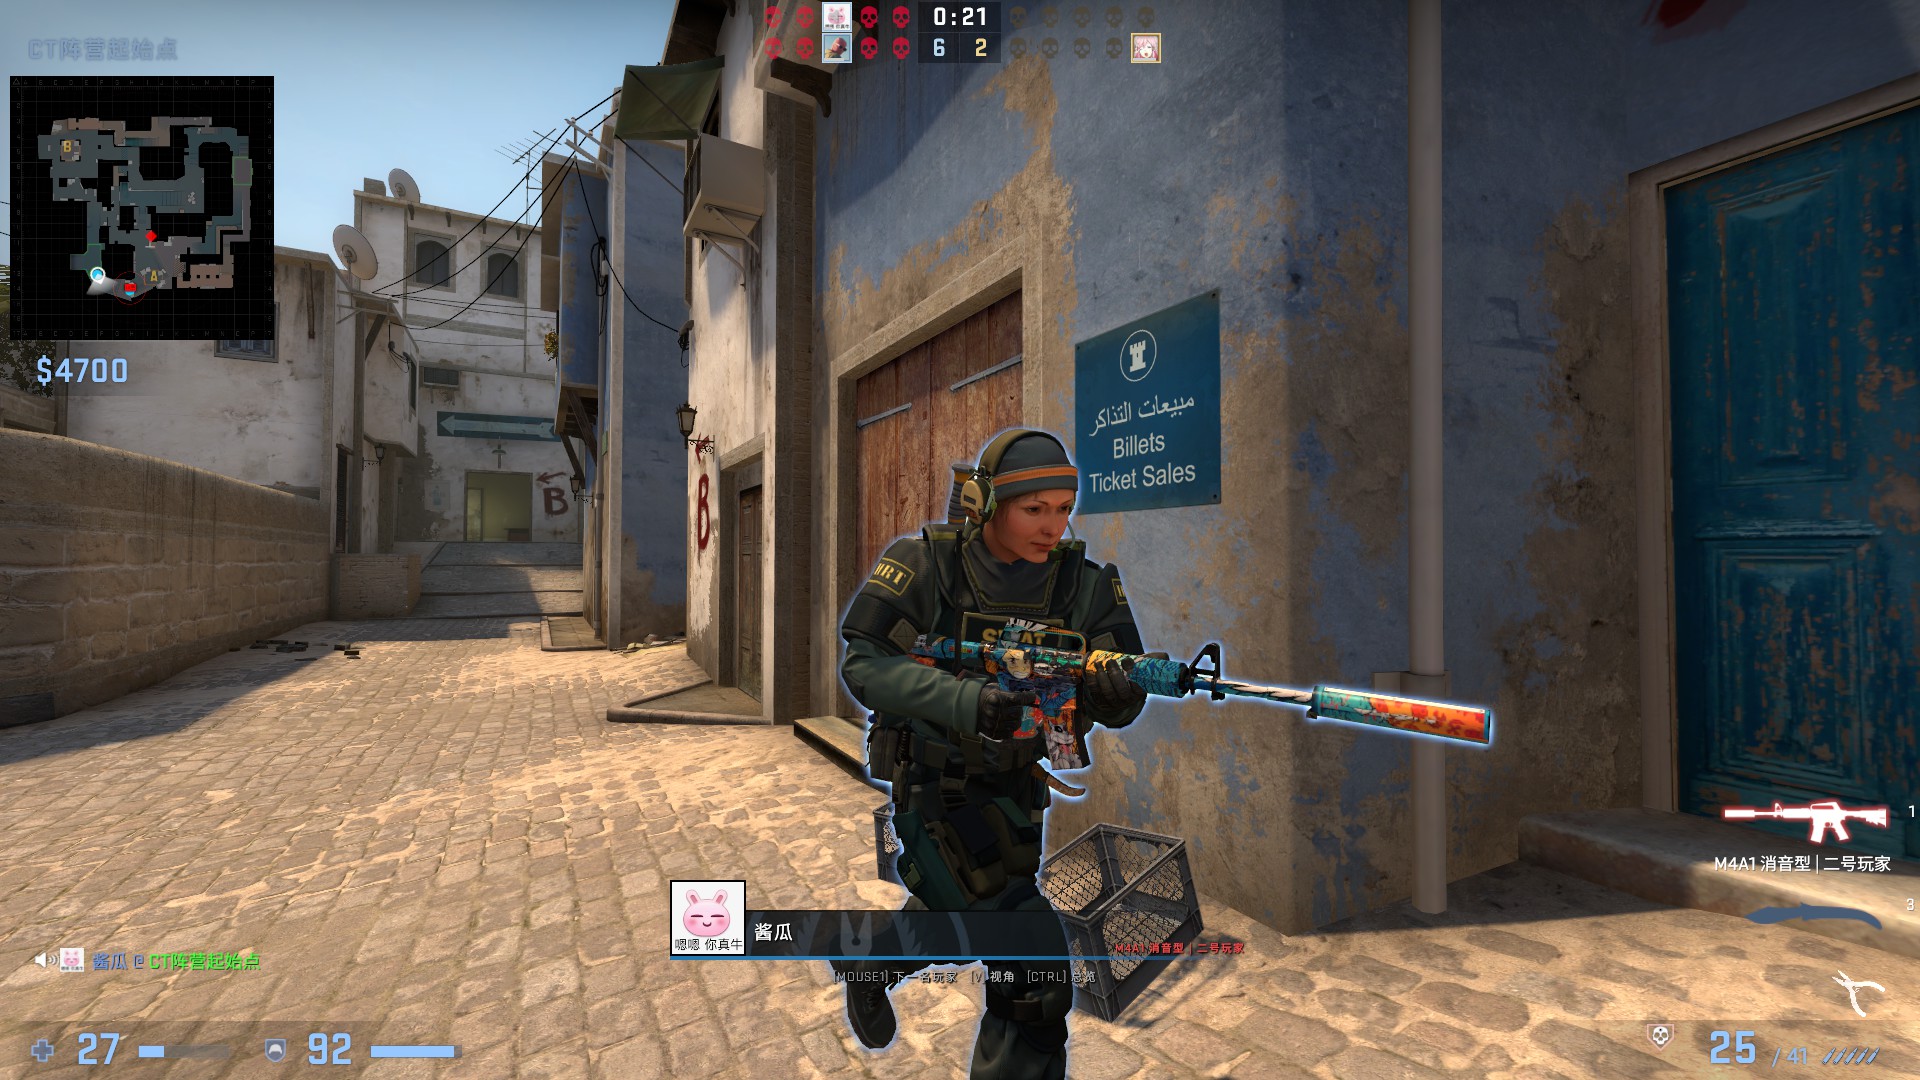 CT阵营起始点
0:21
6 2
B
A
$4700
مبيعات التذاكر
Billets
Ticket Sales
B
B
HRT
SWAT
1
M4A1 消音型 | 二号玩家
3
嗯嗯 你真牛
酱瓜
M4A1 消音型 | 二号玩家
[MOUSE1] 下一名玩家 [V] 视角 [CTRL] 总览
酱瓜 @ CT阵营起始点
27 92
25 / 41